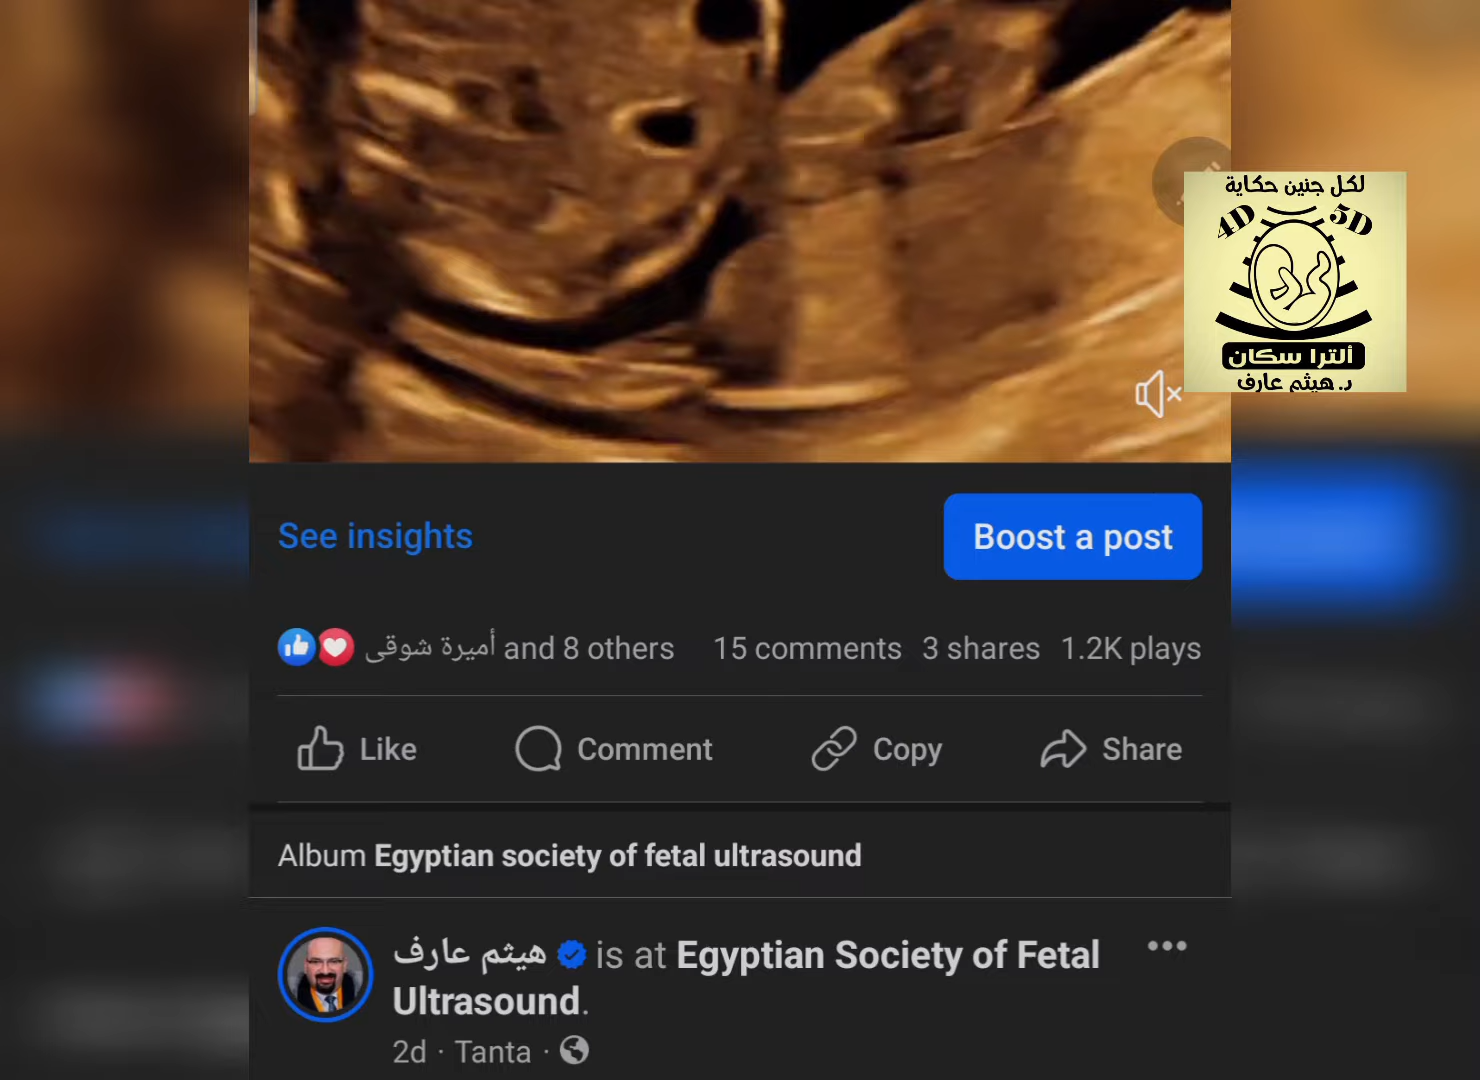 لكل جنين حكاية
4D 5D
ألترا سكان
د. هيثم عارف
See insights
Boost a post
أميرة شوقى and 8 others 15 comments 3 shares 1.2K plays
Like Comment Copy Share
Album Egyptian society of fetal ultrasound
هيثم عارف is at Egyptian Society of Fetal
Ultrasound.
2d · Tanta ·